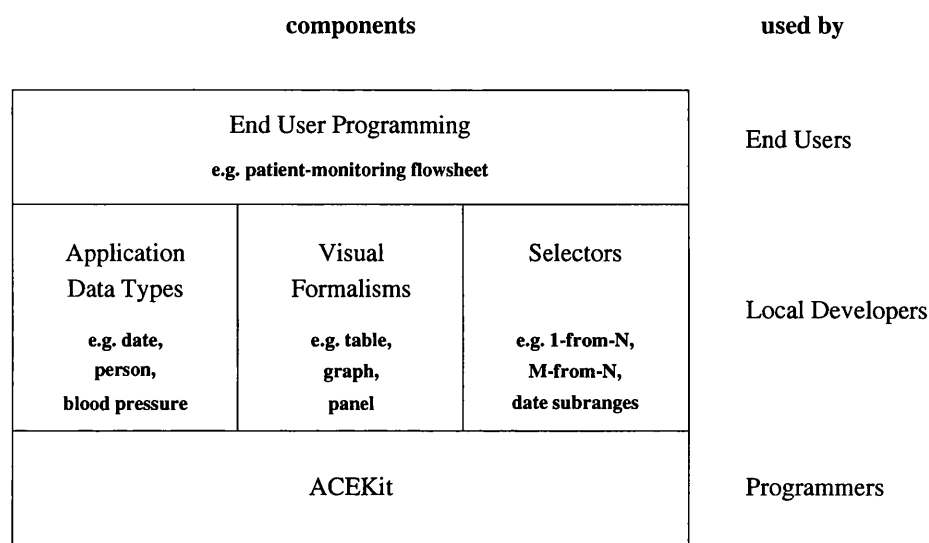 components used by
End User Programming
e.g. patient-monitoring flowsheet
End Users
Application
Data Types
e.g. date,
person,
blood pressure
Visual
Formalisms
e.g. table,
graph,
panel
Selectors
e.g. 1-from-N,
M-from-N,
date subranges
Local Developers
ACEKit
Programmers